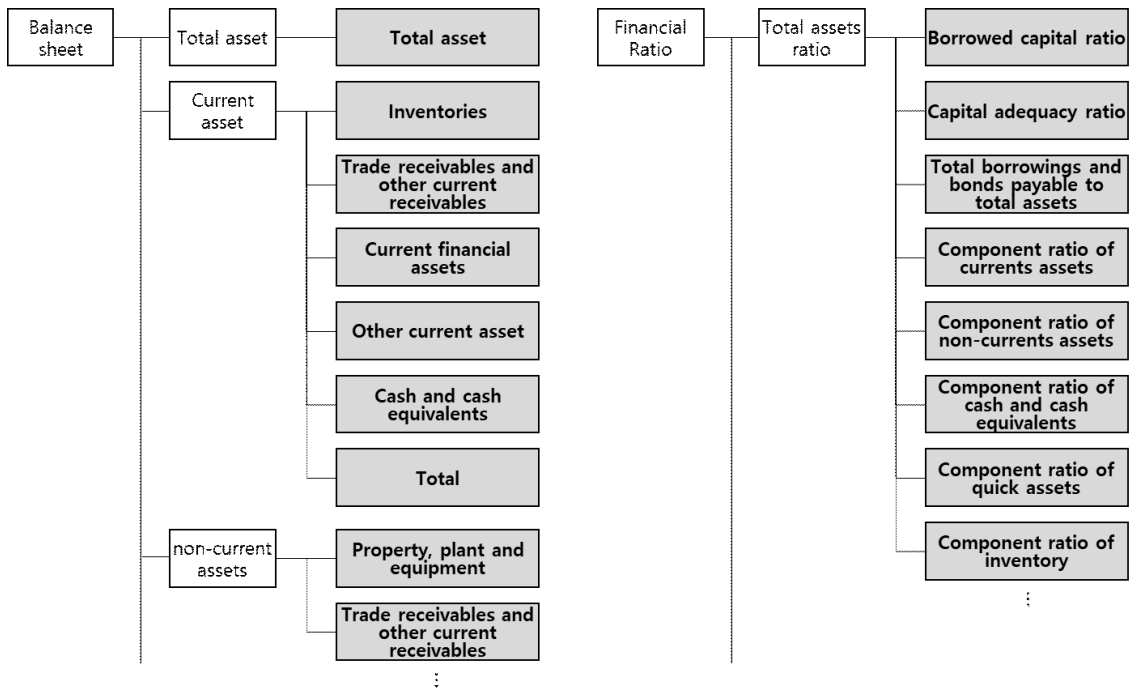 Balance
sheet
Total asset
Total asset
Current
asset
Inventories
Trade receivables and
other current
receivables
Current financial
assets
Other current asset
Cash and cash
equivalents
Total
non-current
assets
Property, plant and
equipment
Trade receivables and
other current
receivables
⋮
Financial
Ratio
Total assets
ratio
Borrowed capital ratio
Capital adequacy ratio
Total borrowings and
bonds payable to
total assets
Component ratio of
currents assets
Component ratio of
non-currents assets
Component ratio of
cash and cash
equivalents
Component ratio of
quick assets
Component ratio of
inventory
⋮